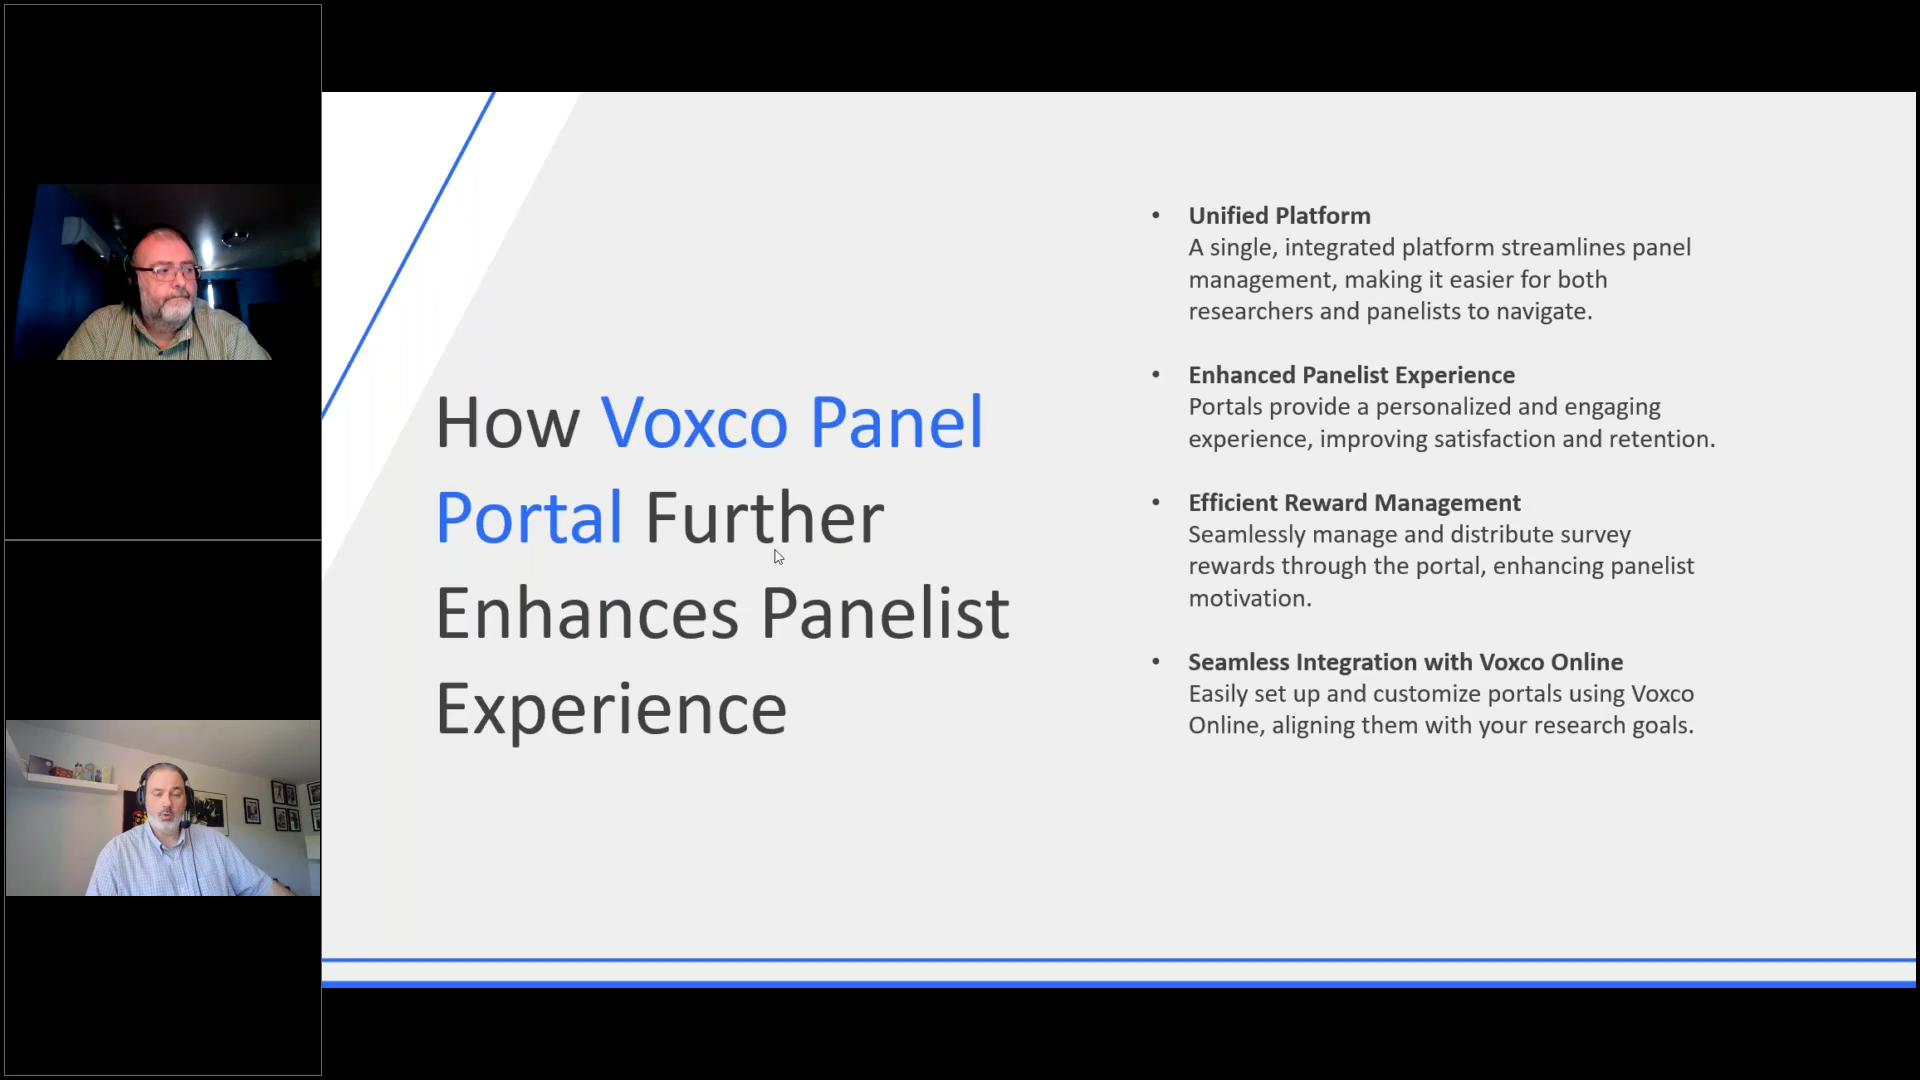 How Voxco Panel
Portal Further
Enhances Panelist
Experience
• Unified Platform
A single, integrated platform streamlines panel
management, making it easier for both
researchers and panelists to navigate.
• Enhanced Panelist Experience
Portals provide a personalized and engaging
experience, improving satisfaction and retention.
• Efficient Reward Management
Seamlessly manage and distribute survey
rewards through the portal, enhancing panelist
motivation.
• Seamless Integration with Voxco Online
Easily set up and customize portals using Voxco
Online, aligning them with your research goals.